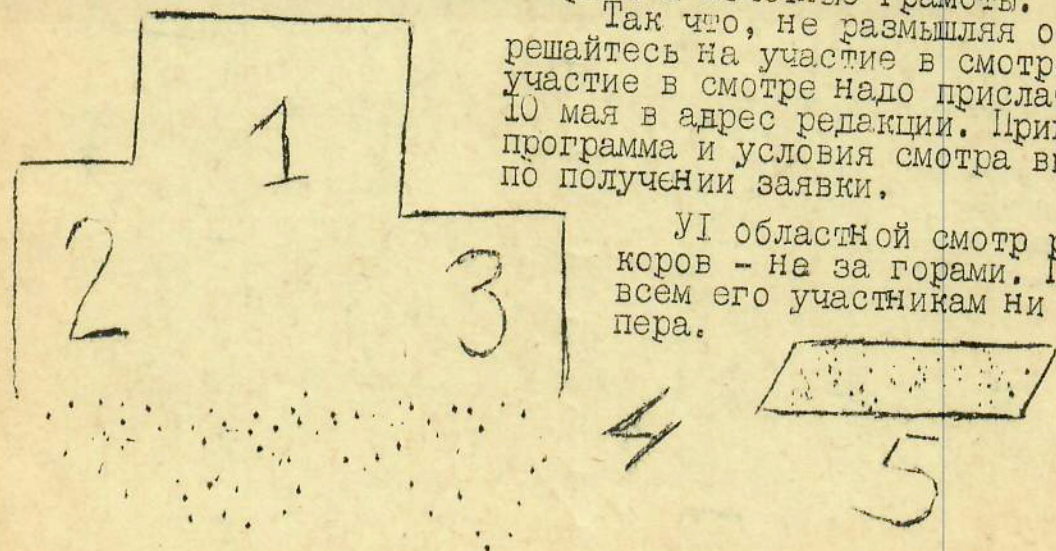 грамоты.
Так что, не размышляя о
решайтесь на участие в смотр
участие в смотре надо присла
10 мая в адрес редакции. При
программа и условия смотра в
по получении заявки.
УI областной смотр р
коров - не за горами.
всем его участникам ни
пера.
1
2
3
4
5